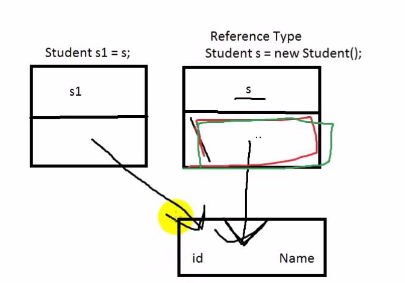 Reference Type
Student s1 = s;
Student s = new Student();
s1
s
id
Name